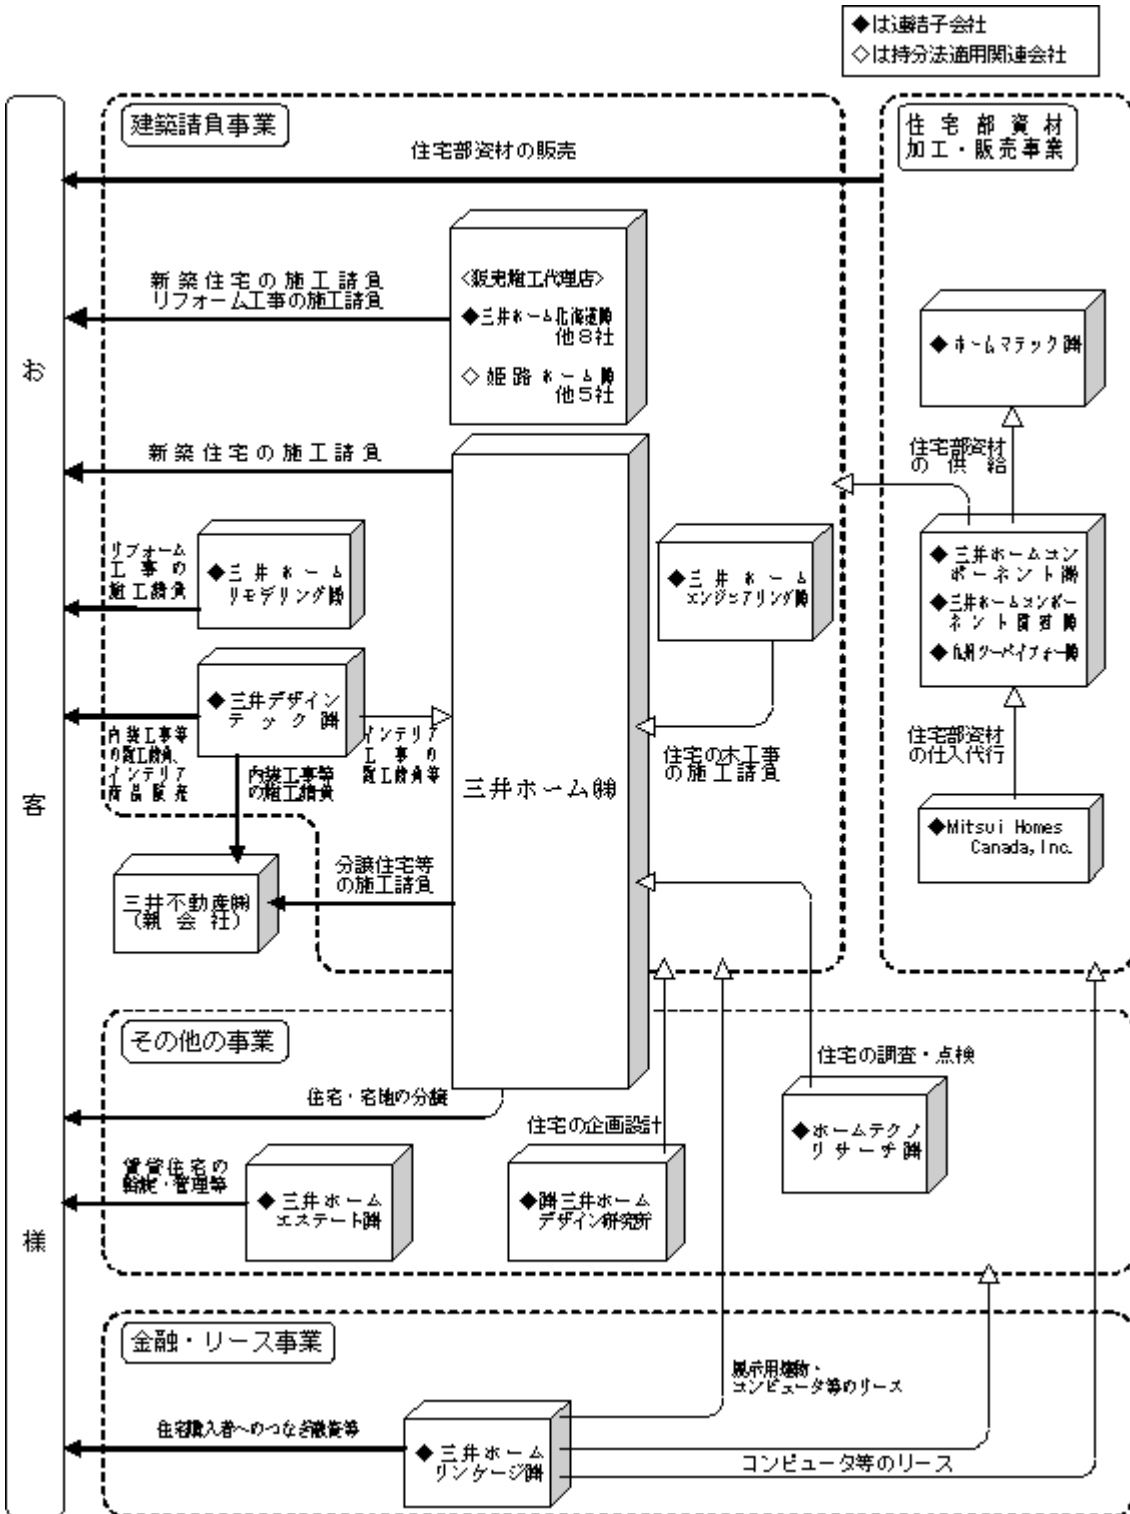 ◆は連結子会社
◇は持分法適用関連会社
建築請負事業
住宅部資材
加工・販売事業
住宅部資材の販売
新築住宅の施工請負
リフォーム工事の施工請負
<販売施工代理店>
◆三井ホーム北海道㈱
他8社
◇姫路ホーム㈱
他5社
◆ホームマテック㈱
住宅部資材
の供給
新築住宅の施工請負
リフォーム
工事の
施工請負
◆三井ホーム
リモデリング㈱
◆三井ホーム
エンジニアリング㈱
◆三井ホームコン
ポーネント㈱
◆三井ホームコンポー
ネント関西㈱
◆九州ツーバイフォー㈱
◆三井デザイン
テック㈱
内装工事等
の施工請負、
インテリア
商品販売
インテリア
工事の
施工請負等
内装工事等
の施工請負
住宅の木工事
の施工請負
住宅部資材
の仕入代行
三井ホーム㈱
◆Mitsui Homes
Canada,Inc.
分譲住宅等
の施工請負
三井不動産㈱
(親会社)
お客様
その他の事業
住宅の調査・点検
住宅・宅地の分譲
住宅の企画設計
◆ホームテクノ
リサーチ㈱
賃貸住宅の
斡旋・管理等
◆三井ホーム
エステート㈱
◆㈱三井ホーム
デザイン研究所
金融・リース事業
展示用建物・
コンピュータ等のリース
住宅購入者へのつなぎ融資等
◆三井ホーム
リンケージ㈱
コンピュータ等のリース